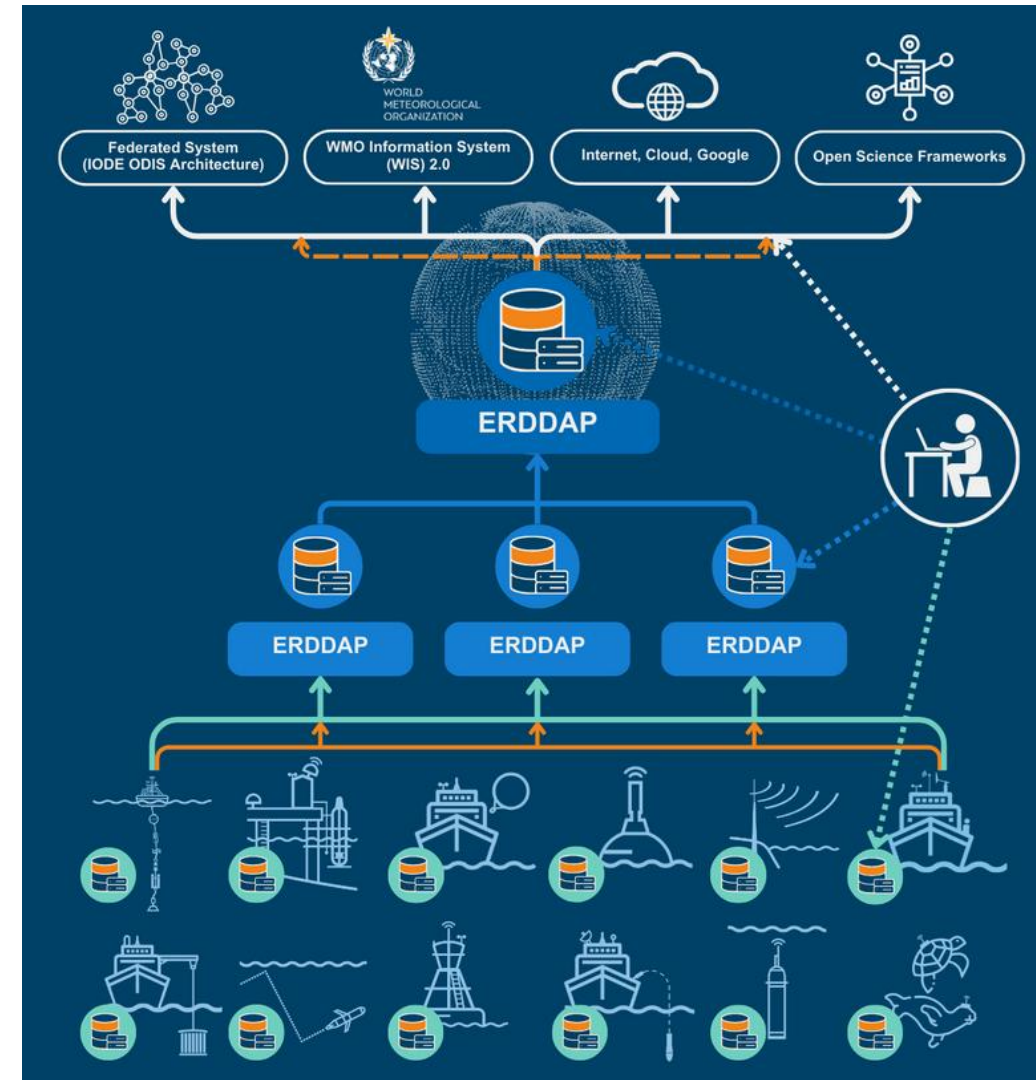 WORLD
METEOROLOGICAL
ORGANIZATION
Federated System
(IODE ODIS Architecture)
WMO Information System
(WIS) 2.0
Internet, Cloud, Google
Open Science Frameworks
ERDDAP
ERDDAP
ERDDAP
ERDDAP